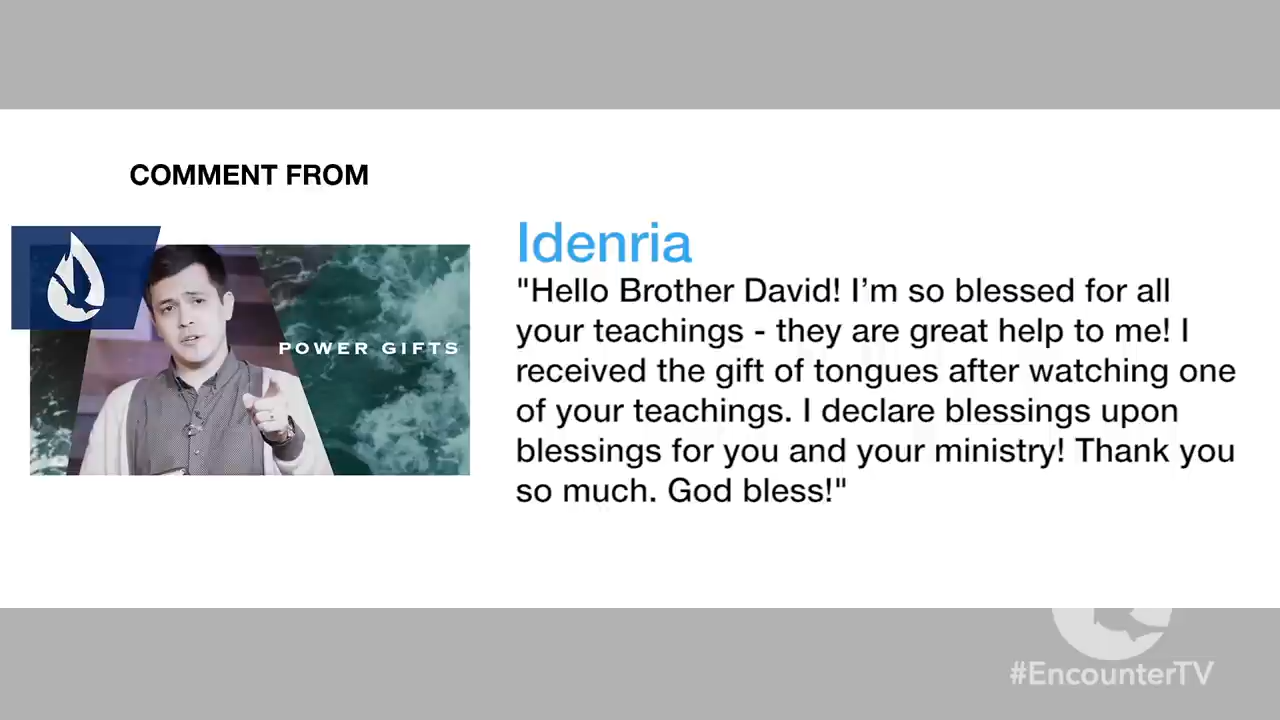 COMMENT FROM
POWER GIFTS
Idenria
"Hello Brother David! I’m so blessed for all
your teachings - they are great help to me! I
received the gift of tongues after watching one
of your teachings. I declare blessings upon
blessings for you and your ministry! Thank you
so much. God bless!"
#EncounterTV